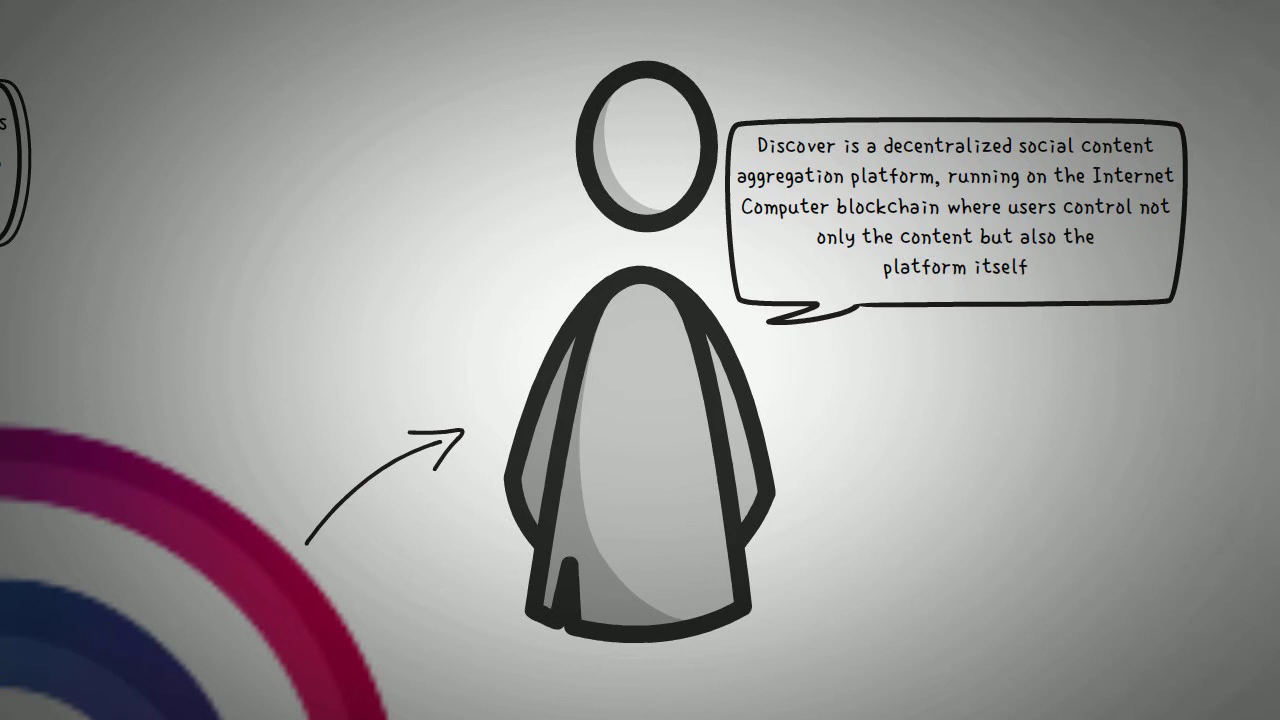 Discover is a decentralized social content
aggregation platform, running on the Internet
Computer blockchain where users control not
only the content but also the
platform itself